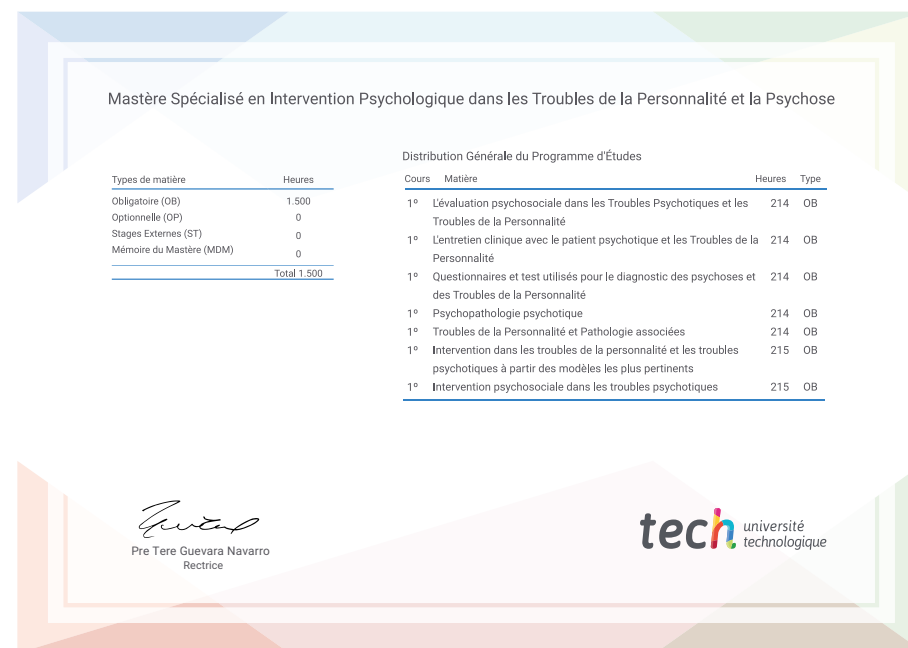 Mastère Spécialisé en Intervention Psychologique dans les Troubles de la Personnalité et la Psychose
Types de matière Heures
Obligatoire (OB) 1.500
Optionnelle (OP) 0
Stages Externes (ST) 0
Mémoire du Mastère (MDM) 0
Total 1.500
Distribution Générale du Programme d'Études
Cours Matière Heures Type
1º L'évaluation psychosociale dans les Troubles Psychotiques et les 214 OB
Troubles de la Personnalité
1º L'entretien clinique avec le patient psychotique et les Troubles de la 214 OB
Personnalité
1º Questionnaires et test utilisés pour le diagnostic des psychoses et 214 OB
des Troubles de la Personnalité
1º Psychopathologie psychotique 214 OB
1º Troubles de la Personnalité et Pathologie associées 214 OB
1º Intervention dans les troubles de la personnalité et les troubles 215 OB
psychotiques à partir des modèles les plus pertinents
1º Intervention psychosociale dans les troubles psychotiques 215 OB
Pre Tere Guevara Navarro
Rectrice
tech université
technologique